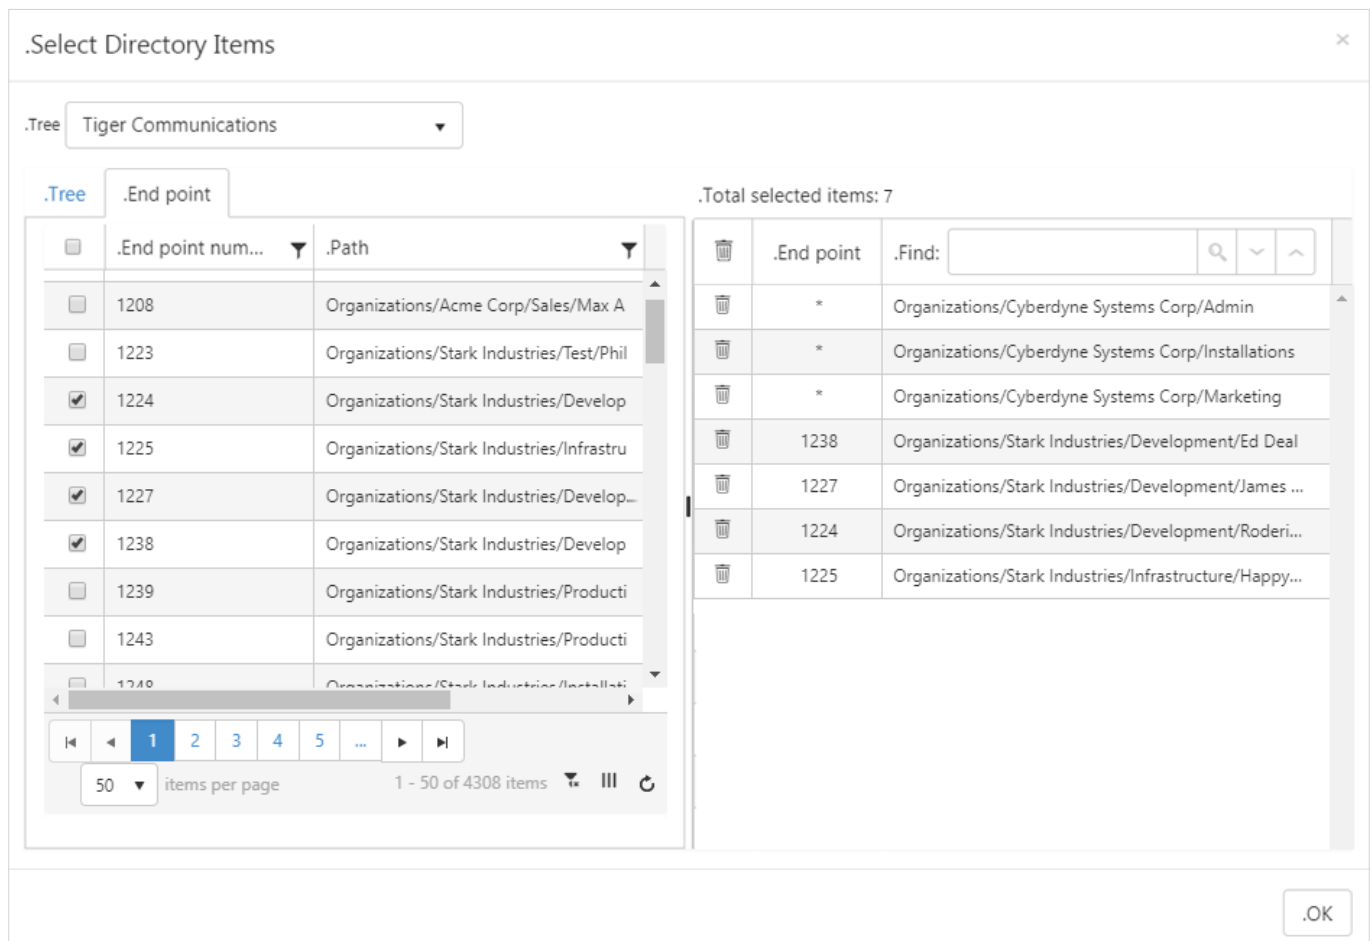 .Select Directory Items ×
.Tree Tiger Communications
.Tree .End point
.End point num... .Path
1208 Organizations/Acme Corp/Sales/Max A
1223 Organizations/Stark Industries/Test/Phil
1224 Organizations/Stark Industries/Develop
1225 Organizations/Stark Industries/Infrastru
1227 Organizations/Stark Industries/Develop...
1238 Organizations/Stark Industries/Develop
1239 Organizations/Stark Industries/Producti
1243 Organizations/Stark Industries/Producti
1248 Organizations/Stark Industries/Installati
1 2 3 4 5 ...
50 items per page 1 - 50 of 4308 items
.Total selected items: 7
.End point .Find:
* Organizations/Cyberdyne Systems Corp/Admin
* Organizations/Cyberdyne Systems Corp/Installations
* Organizations/Cyberdyne Systems Corp/Marketing
1238 Organizations/Stark Industries/Development/Ed Deal
1227 Organizations/Stark Industries/Development/James ...
1224 Organizations/Stark Industries/Development/Roderi...
1225 Organizations/Stark Industries/Infrastructure/Happy...
.OK